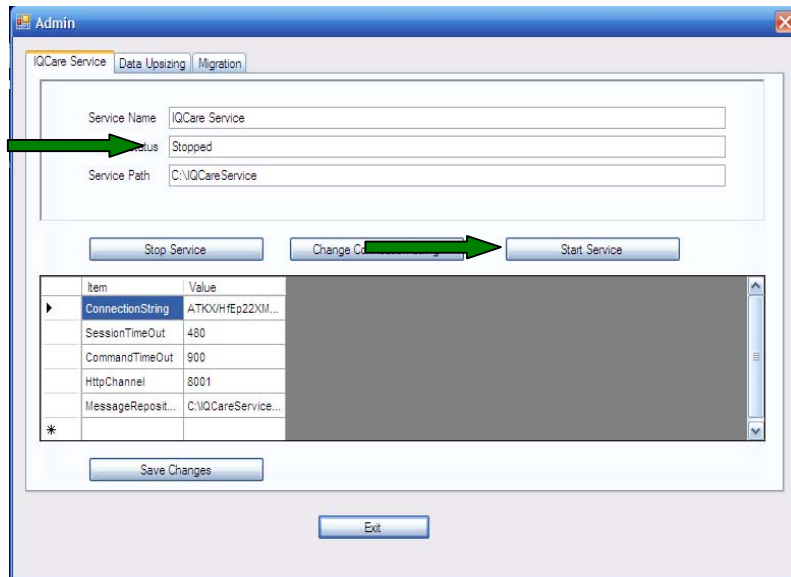 Admin
IQCare Service Data Upsizing Migration
Service Name IQCare Service
Stopped
Service Path C:\IQCareService
Stop Service Start Service
Item Value
ConnectionString ATKX/HfEp22XM...
SessionTimeOut 480
CommandTimeOut 900
HttpChannel 8001
MessageReposit... C:\IQCareService...
Save Changes
Exit